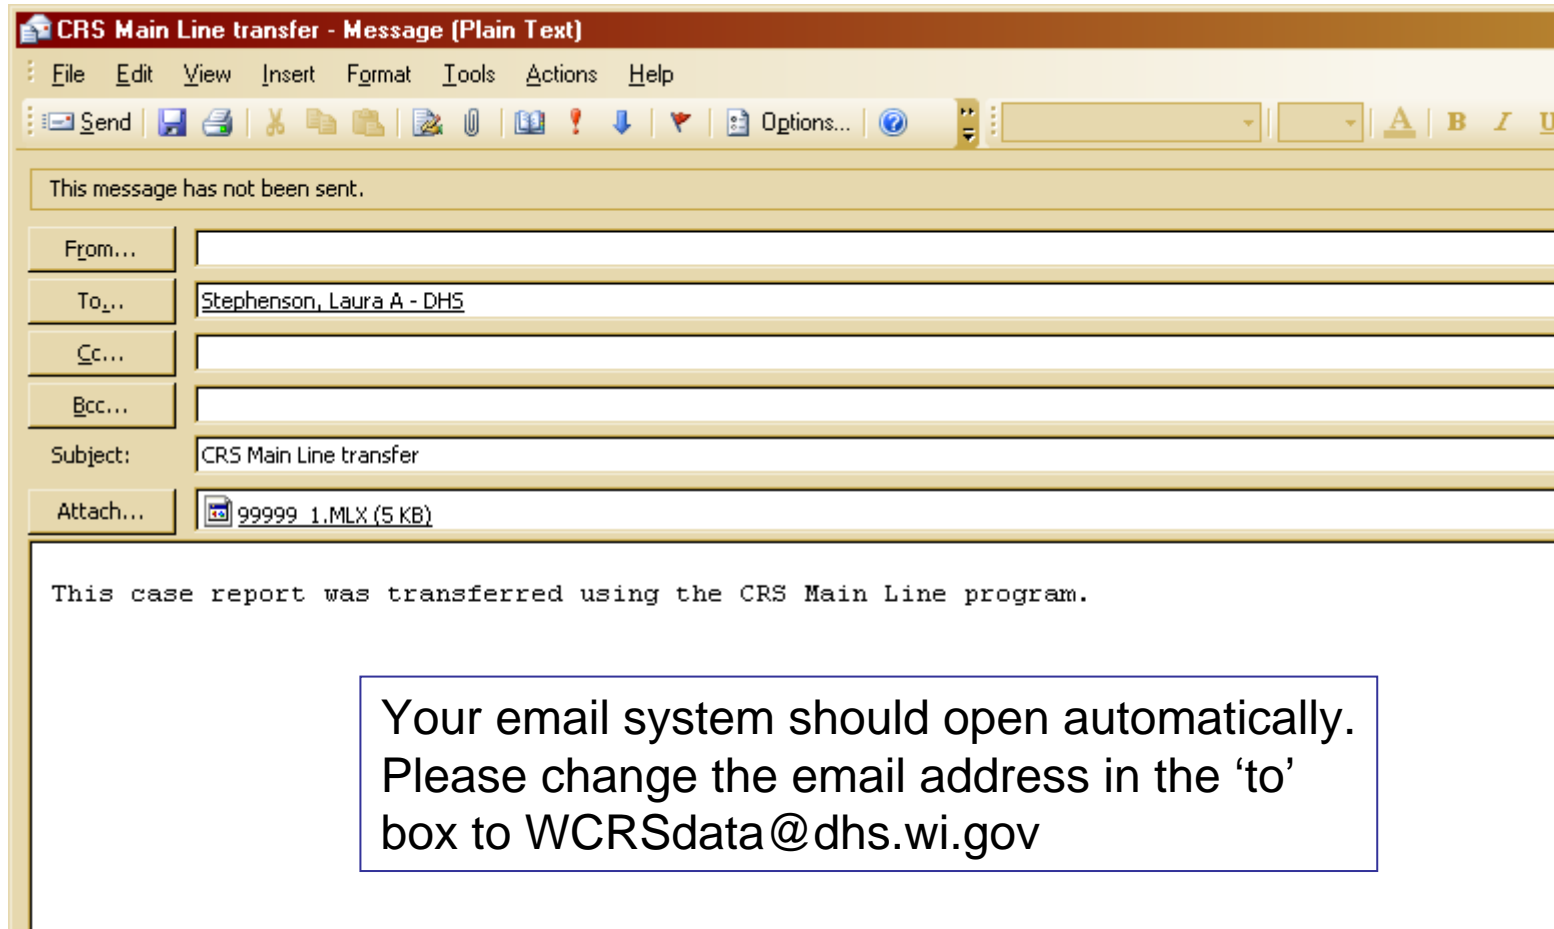 CRS Main Line transfer - Message (Plain Text)
File Edit View Insert Format Tools Actions Help
Send Options... A B I U
This message has not been sent.
From...
To... Stephenson, Laura A - DHS
Cc...
Bcc...
Subject: CRS Main Line transfer
Attach... 99999_1.MLX (5 KB)
This case report was transferred using the CRS Main Line program.
Your email system should open automatically.
Please change the email address in the ‘to’
box to WCRSdata@dhs.wi.gov